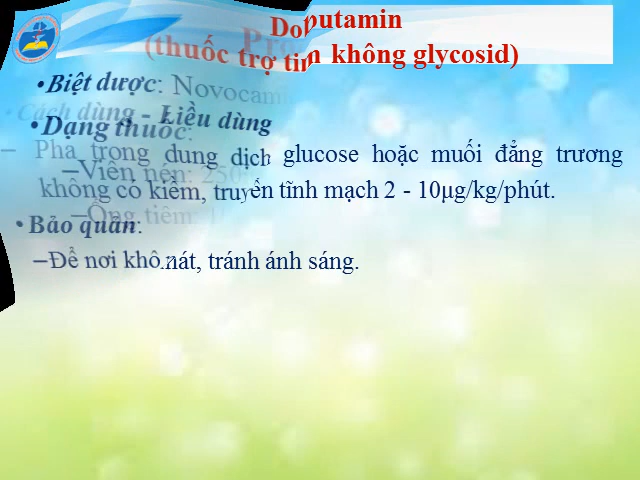 Dobutamin
(thuốc trợ tim không glycosid)
•Biệt dược: Novocami
• Cách dùng - Liều dùng
•Dạng thuốc:
– Pha trong dung dịch glucose hoặc muối đẳng trương
–Viên nén: 250
không có kiềm, truyền tĩnh mạch 2 - 10μg/kg/phút.
–Ống tiêm: 1
• Bảo quản:
–Để nơi khô mát, tránh ánh sáng.